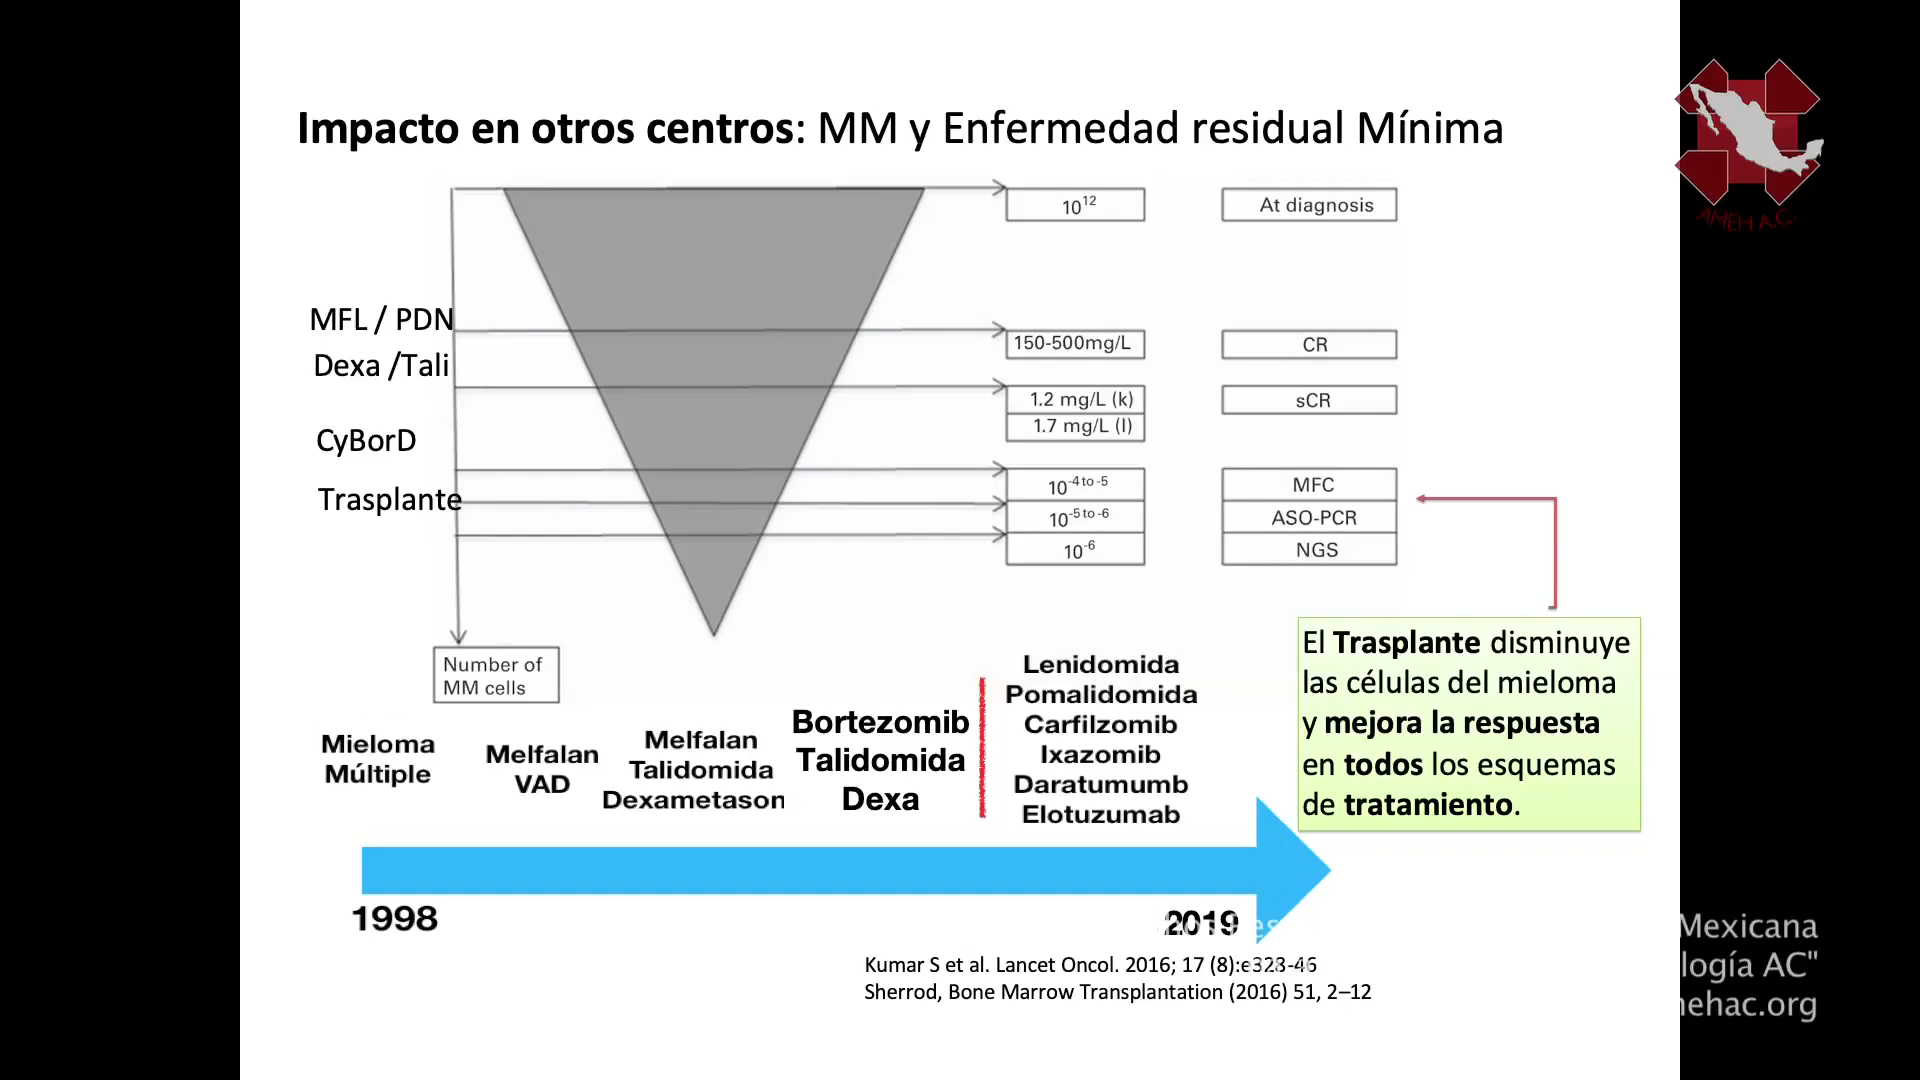 Impacto en otros centros: MM y Enfermedad residual Mínima
AMEH A.C.
10^12
At diagnosis
MFL / PDN
150-500mg/L
CR
Dexa /Tali
1.2 mg/L (k)
sCR
1.7 mg/L (l)
CyBorD
10^-4 to -5
MFC
Trasplante
10^-5 to -6
ASO-PCR
10^-6
NGS
Number of
MM cells
El Trasplante disminuye
las células del mieloma
y mejora la respuesta
en todos los esquemas
de tratamiento.
Mieloma
Múltiple
Melfalan
VAD
Melfalan
Talidomida
Dexametason
Bortezomib
Talidomida
Dexa
Lenidomida
Pomalidomida
Carfilzomib
Ixazomib
Daratumumb
Elotuzumab
1998
2019
Kumar S et al. Lancet Oncol. 2016; 17 (8):e328-46
Sherrod, Bone Marrow Transplantation (2016) 51, 2–12
Mexicana
logía AC"
ehac.org